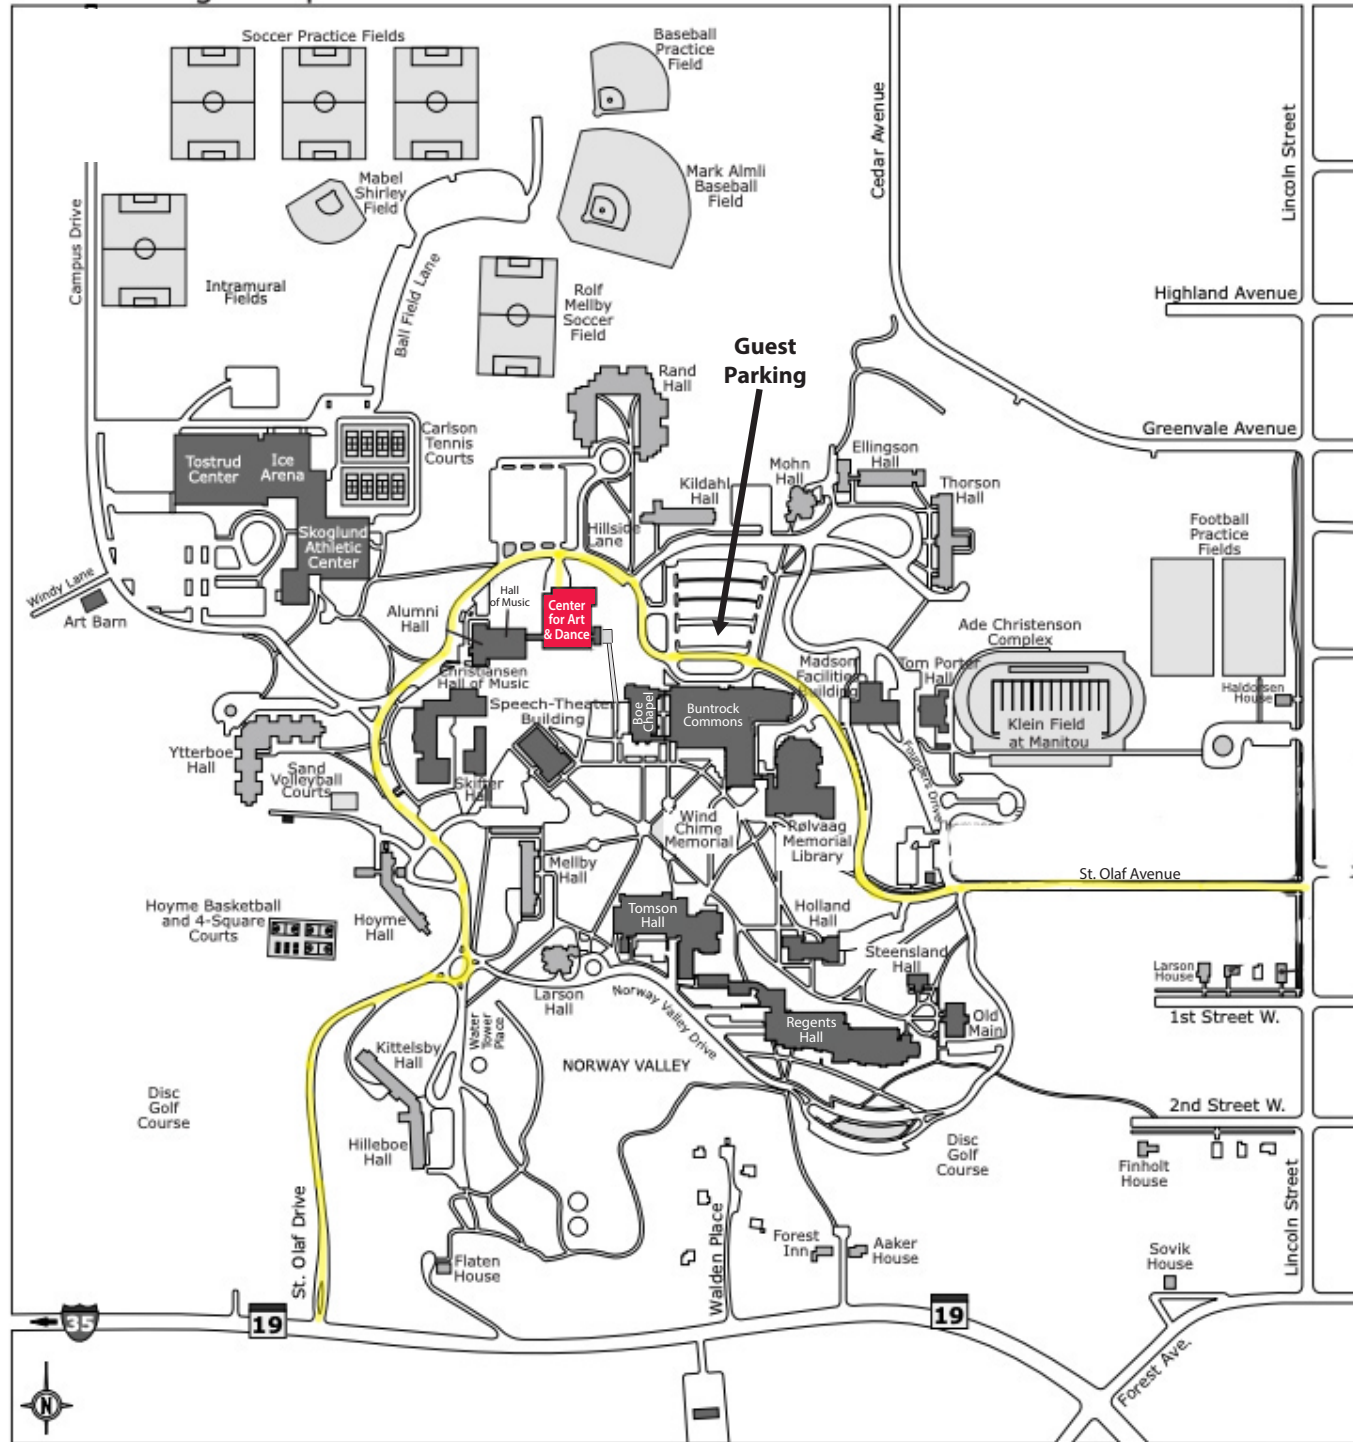 Soccer Practice Fields
Baseball
Practice
Field
Cedar Avenue
Lincoln Street
Mabel
Shirley
Field
Mark Almli
Baseball
Field
Campus Drive
Intramural
Fields
Ball Field Lane
Rolf
Mellby
Soccer
Field
Highland Avenue
Guest
Parking
Rand
Hall
Carlson
Tennis
Courts
Greenvale Avenue
Tostrud
Center
Ice
Arena
Ellingson
Hall
Mohn
Hall
Kildahl
Hall
Thorson
Hall
Skoglund
Athletic
Center
Hillside
Lane
Football
Practice
Fields
Windy Lane
Art Barn
Hall
of Music
Alumni
Hall
Center
for Art
& Dance
Ade Christenson
Complex
Christiansen
Hall of Music
Madson
Facilities
Building
Tom Porter
Hall
Haldorsen
House
Speech-Theater
Building
Boe
Chapel
Buntrock
Commons
Klein Field
at Manitou
Ytterboe
Hall
Sand
Volleyball
Courts
Skifter
Hall
Founders Drive
Wind
Chime
Memorial
Rølvaag
Memorial
Library
Mellby
Hall
St. Olaf Avenue
Hoyme Basketball
and 4-Square
Courts
Hoyme
Hall
Tomson
Hall
Holland
Hall
Steensland
Hall
Larson
House
Larson
Hall
Norway Valley Drive
Old
Main
1st Street W.
Water
Tower
Place
Regents
Hall
Kittelsby
Hall
NORWAY VALLEY
Disc
Golf
Course
2nd Street W.
Hilleboe
Hall
Disc
Golf
Course
Finholt
House
St. Olaf Drive
Walden Place
Lincoln Street
Flaten
House
Forest
Inn
Aaker
House
Sovik
House
35
19
19
Forest Ave.
N